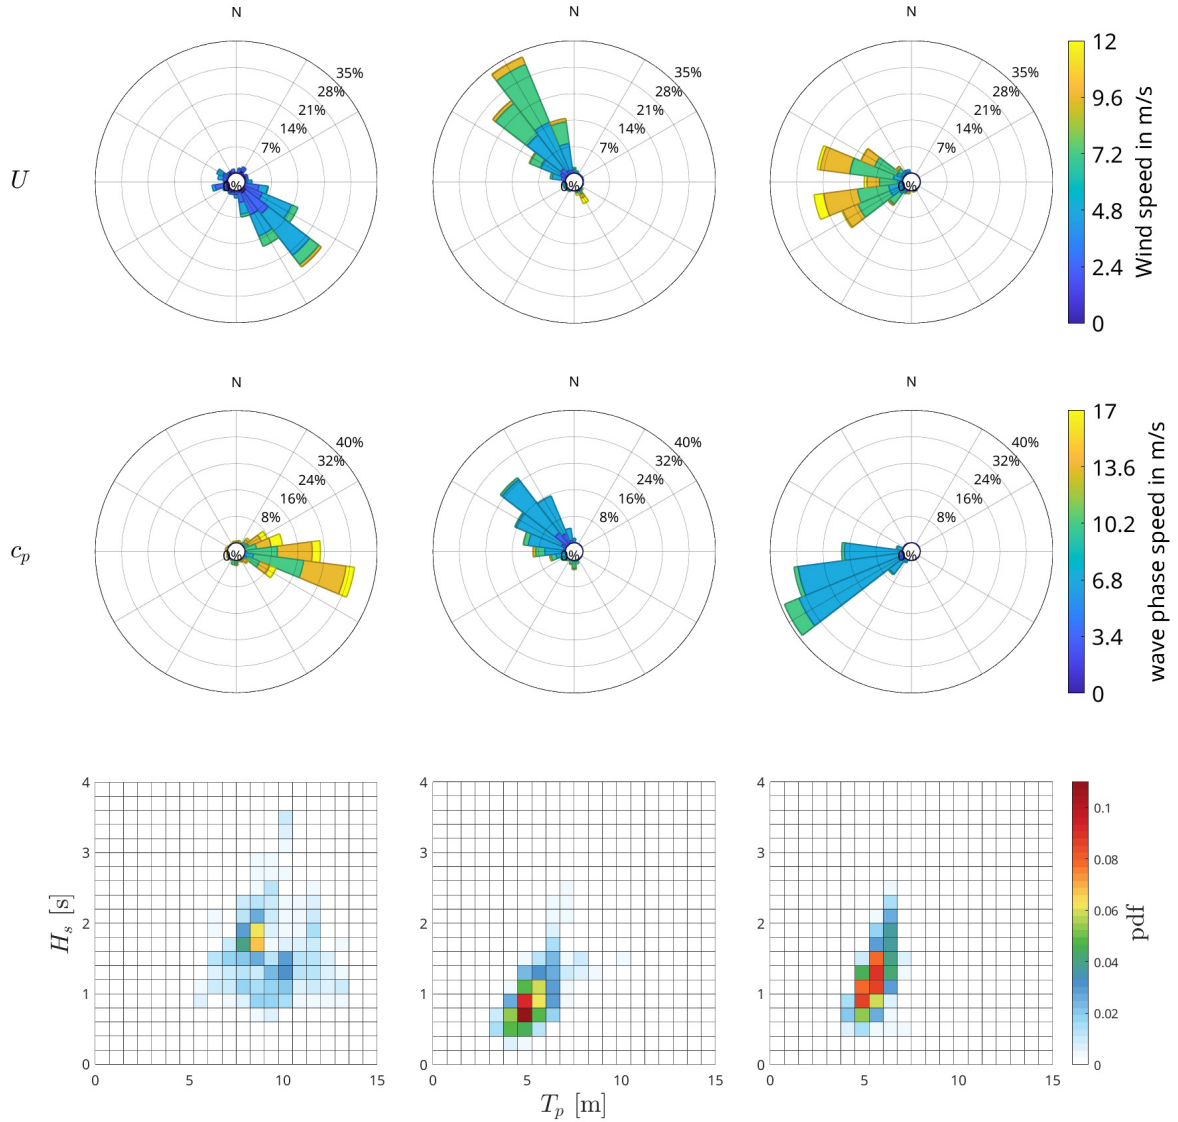 N N N
35% 35% 35%
28% 28% 28%
21% 21% 21%
14% 14% 14%
7% 7% 7%
0% 0% 0%
U
12
9.6
7.2
4.8
2.4
0
Wind speed in m/s
N N N
40% 40% 40%
32% 32% 32%
24% 24% 24%
16% 16% 16%
8% 8% 8%
0% 0% 0%
c_p
17
13.6
10.2
6.8
3.4
0
wave phase speed in m/s
4 4 4
3 3 3
2 2 2
1 1 1
0 0 0
H_s [s]
0 5 10 15 0 5 10 15 0 5 10 15
T_p [m]
0.1
0.08
0.06
0.04
0.02
0
pdf